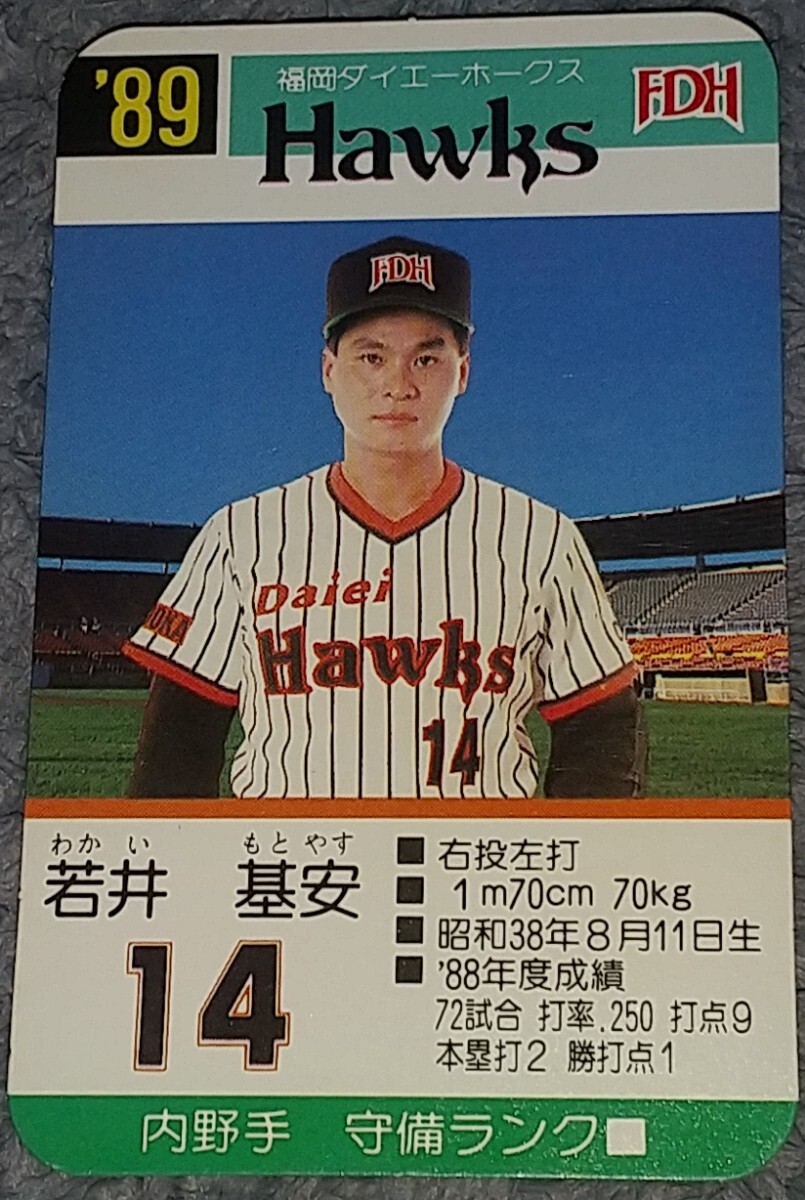 '89
福岡ダイエーホークス
Hawks
FDH
FDH
Daiei
Hawks
14
わかい もとやす
若井 基安
14
■右投左打
■1m70cm 70kg
■昭和38年8月11日生
■'88年度成績
72試合 打率.250 打点9
本塁打2 勝打点1
内野手 守備ランク■